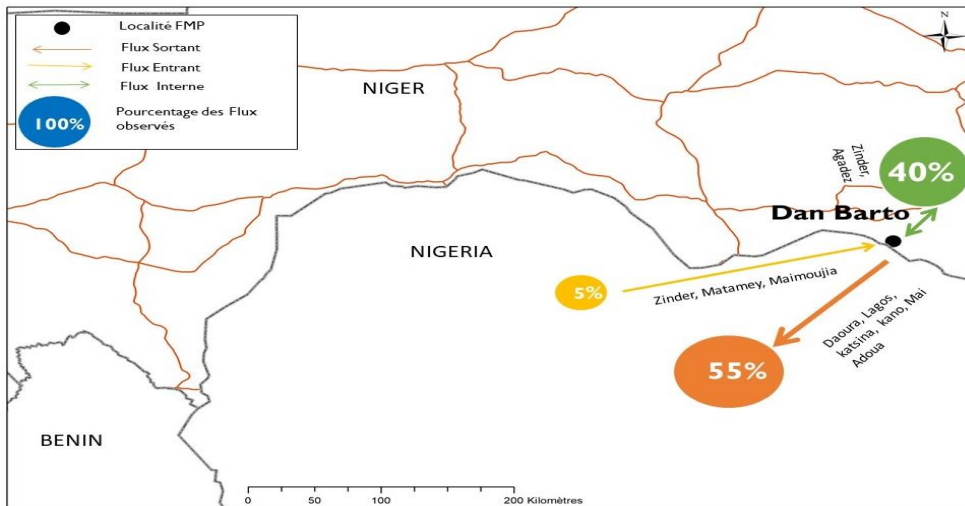 Localité FMP
Flux Sortant
Flux Entrant
Flux Interne
100%
Pourcentage des Flux
observés
N
NIGER
Zinder,
Agadez
40%
Dan Barto
NIGERIA
5%
Zinder, Matamey, Maimoujia
Daoura, Lagos,
katsina, kano, Mai
Adoua
55%
BENIN
0 50 100 200 Kilomètres